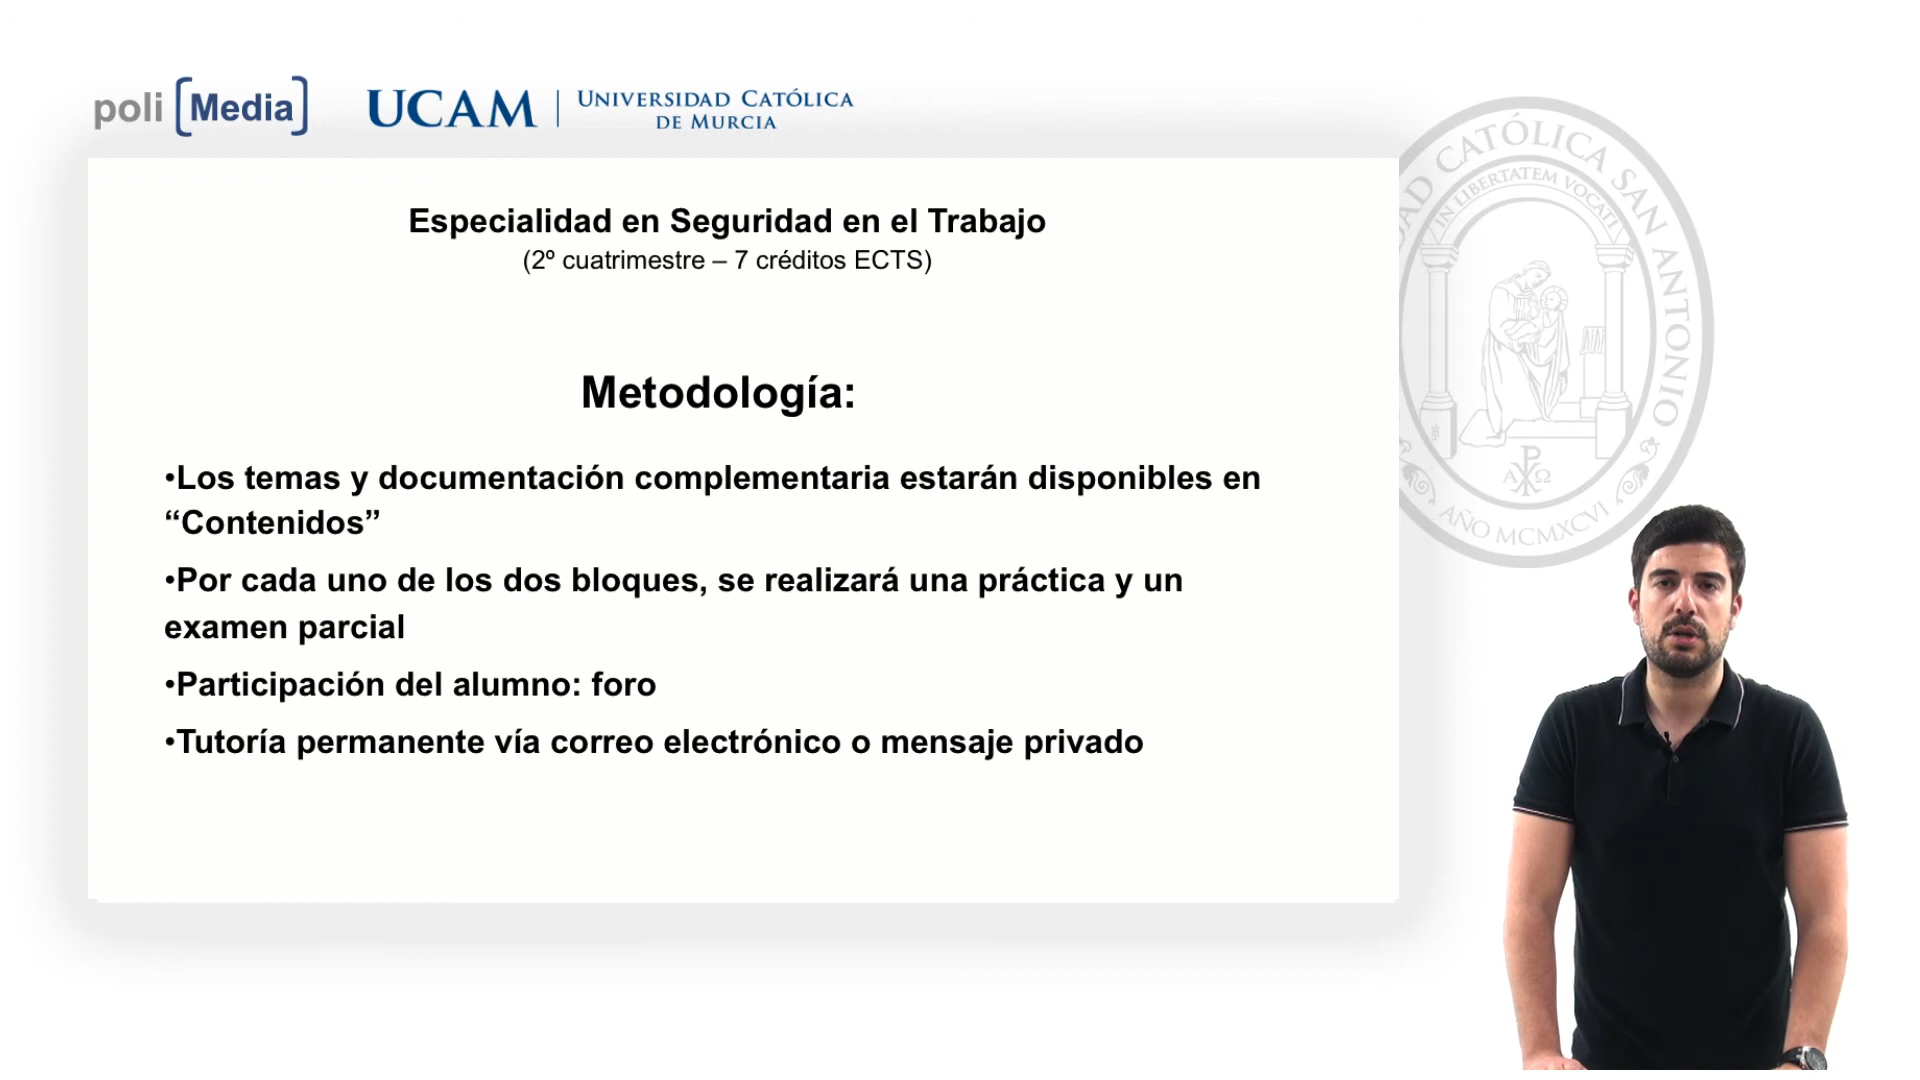 poli [Media]
UCAM | UNIVERSIDAD CATÓLICA
DE MURCIA
Especialidad en Seguridad en el Trabajo
(2º cuatrimestre – 7 créditos ECTS)
Metodología:
•Los temas y documentación complementaria estarán disponibles en
“Contenidos”
•Por cada uno de los dos bloques, se realizará una práctica y un
examen parcial
•Participación del alumno: foro
•Tutoría permanente vía correo electrónico o mensaje privado
DAD CATÓLICA SAN ANTONIO
IN LIBERTATEM VOCATI
Α Ω
AÑO MCMXCVI